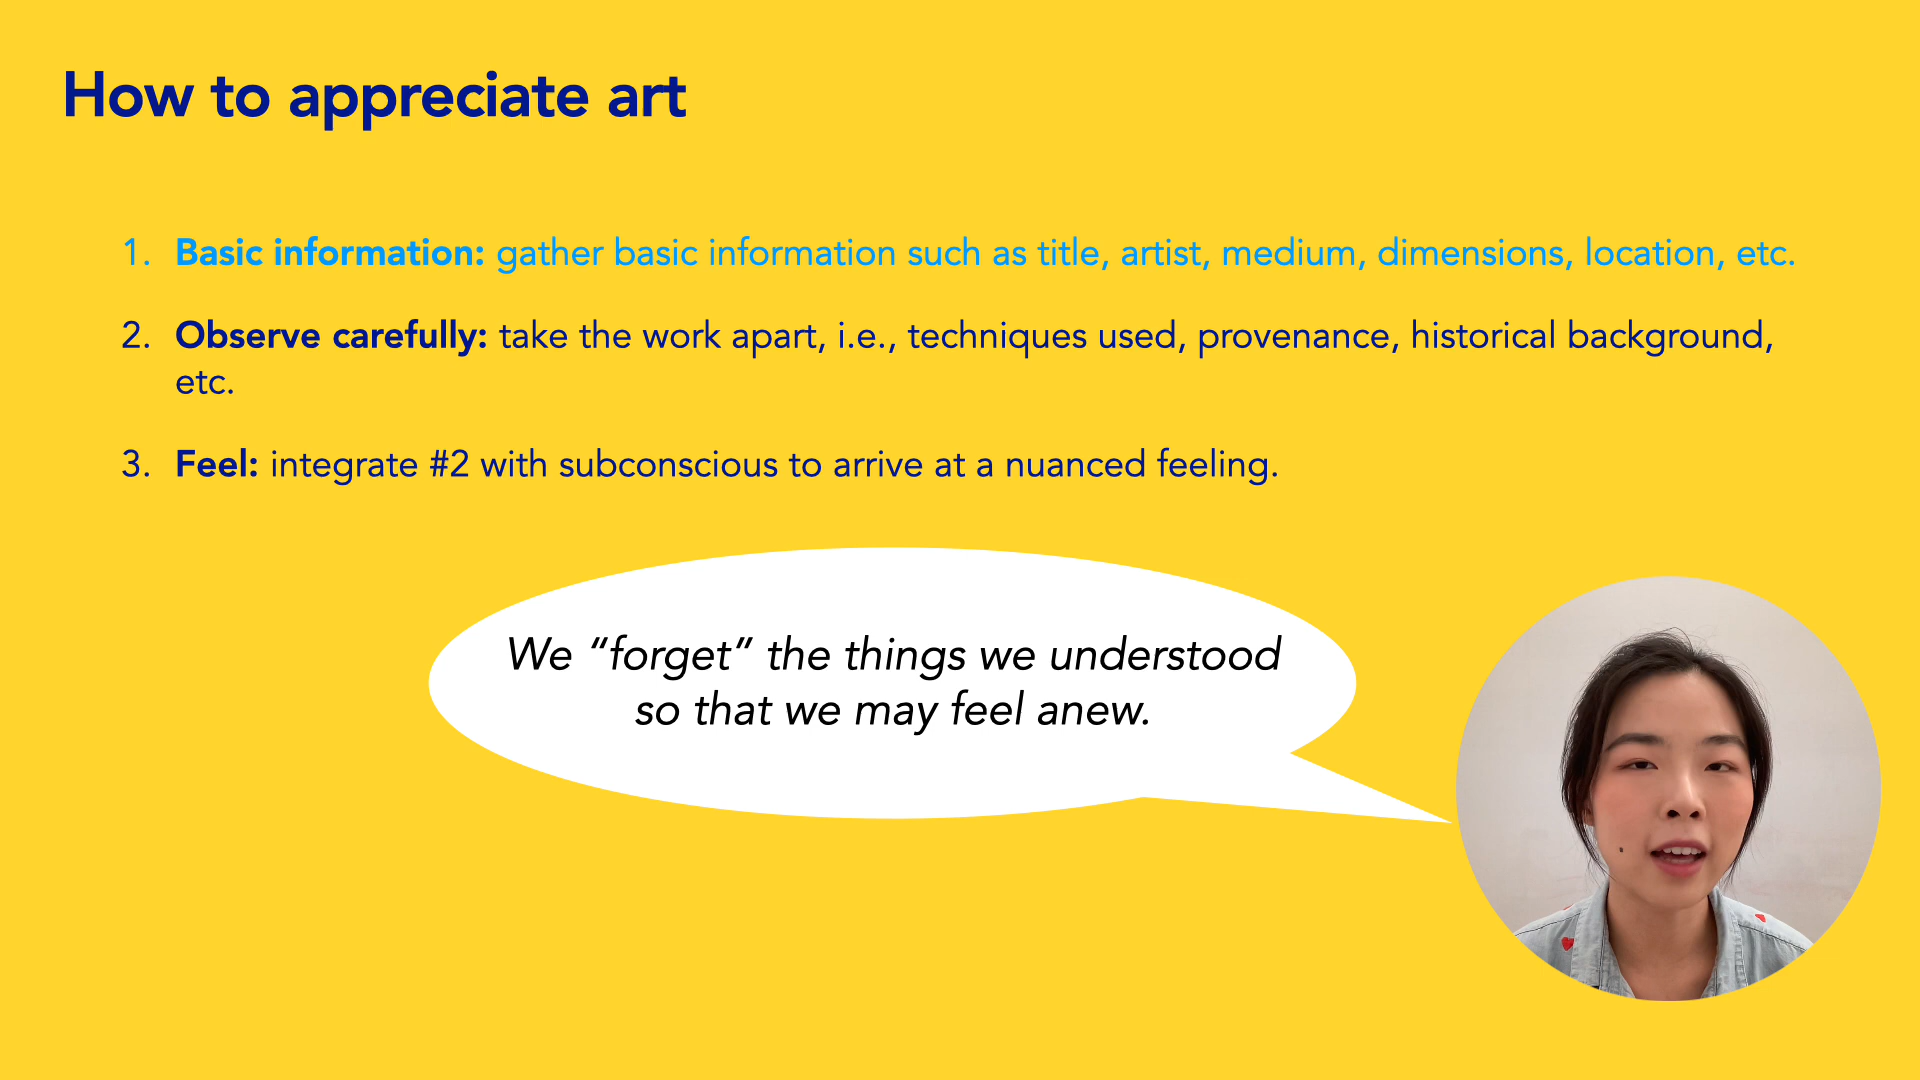 How to appreciate art
1. Basic information: gather basic information such as title, artist, medium, dimensions, location, etc.
2. Observe carefully: take the work apart, i.e., techniques used, provenance, historical background,
etc.
3. Feel: integrate #2 with subconscious to arrive at a nuanced feeling.
We “forget” the things we understood
so that we may feel anew.